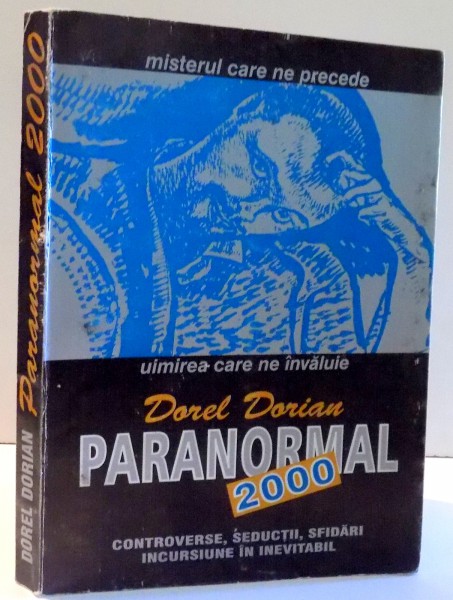 misterul care ne precede
uimirea care ne învăluie
Dorel Dorian
PARANORMAL
2000
CONTROVERSE, SEDUCȚII, SFIDĂRI
INCURSIUNE ÎN INEVITABIL
DOREL DORIAN Paranormal 2000